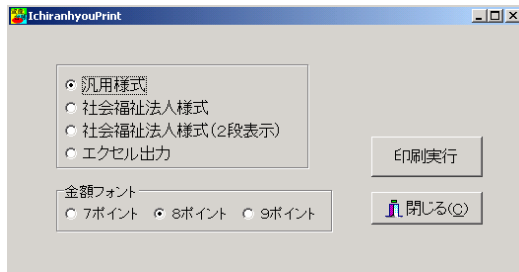 IchiranhyouPrint
汎用様式
社会福祉法人様式
社会福祉法人様式(2段表示)
エクセル出力
印刷実行
金額フォント
7ポイント 8ポイント 9ポイント
閉じる(C)